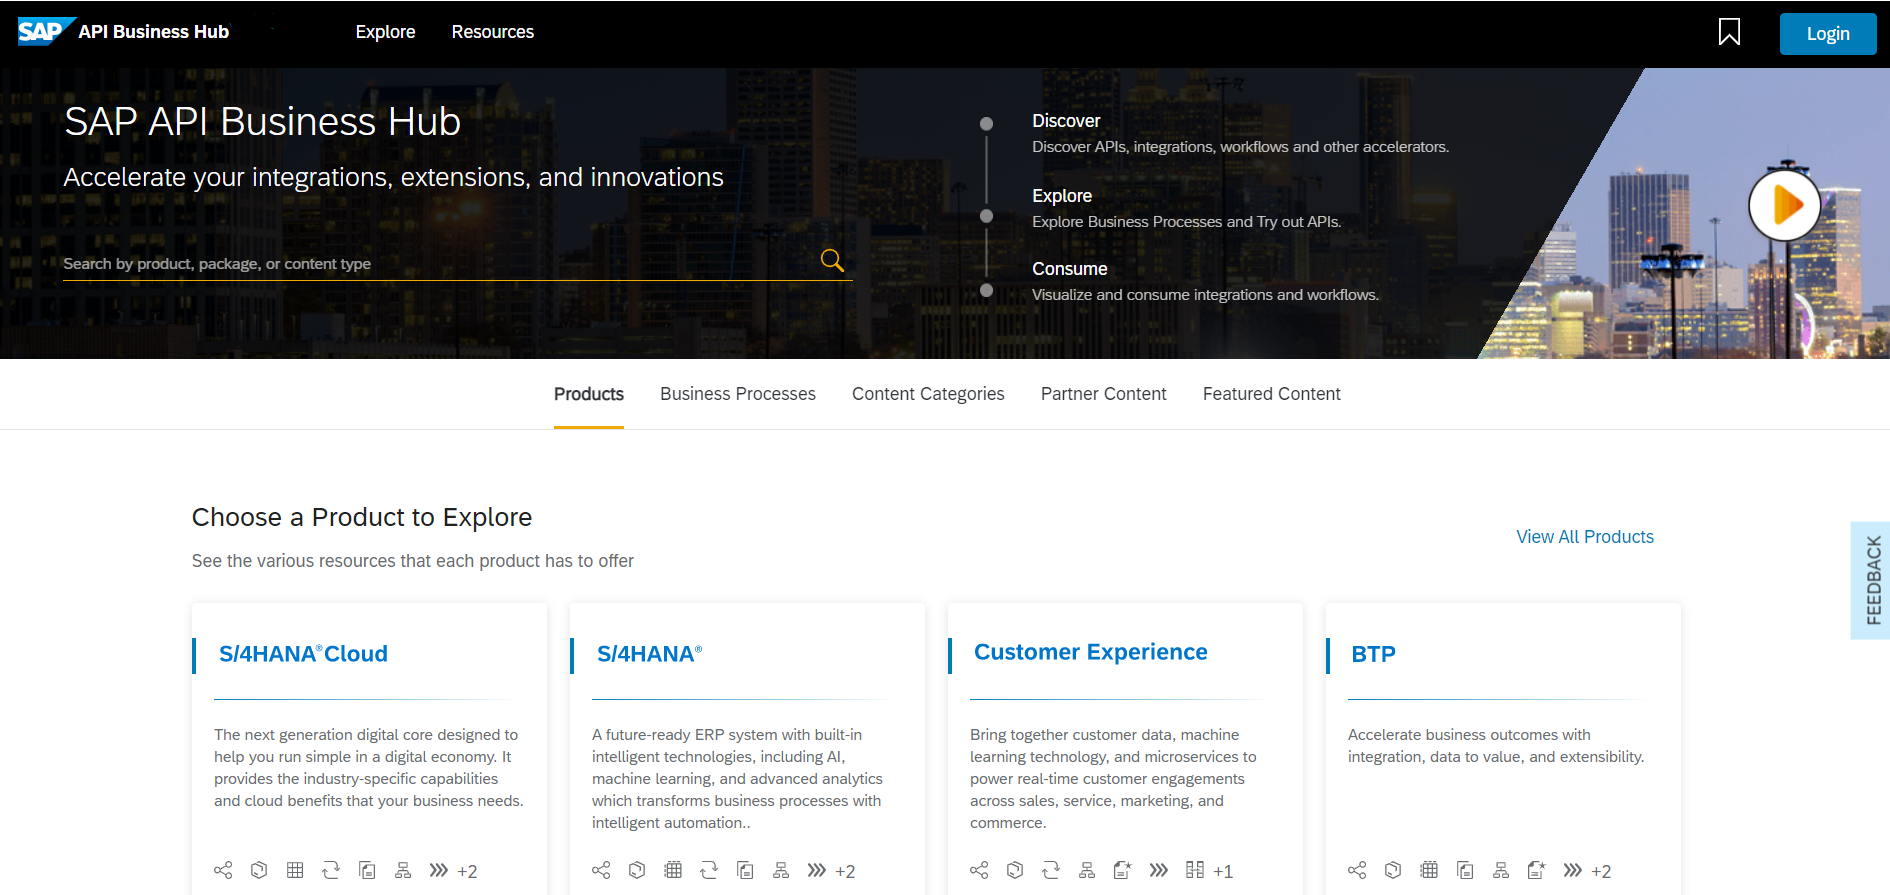 SAP API Business Hub
Explore
Resources
Login
SAP API Business Hub
Accelerate your integrations, extensions, and innovations
Search by product, package, or content type
Discover
Discover APIs, integrations, workflows and other accelerators.
Explore
Explore Business Processes and Try out APIs.
Consume
Visualize and consume integrations and workflows.
Products
Business Processes
Content Categories
Partner Content
Featured Content
Choose a Product to Explore
See the various resources that each product has to offer
View All Products
FEEDBACK
S/4HANA® Cloud
The next generation digital core designed to
help you run simple in a digital economy. It
provides the industry-specific capabilities
and cloud benefits that your business needs.
+2
S/4HANA®
A future-ready ERP system with built-in
intelligent technologies, including AI,
machine learning, and advanced analytics
which transforms business processes with
intelligent automation..
+2
Customer Experience
Bring together customer data, machine
learning technology, and microservices to
power real-time customer engagements
across sales, service, marketing, and
commerce.
+1
BTP
Accelerate business outcomes with
integration, data to value, and extensibility.
+2